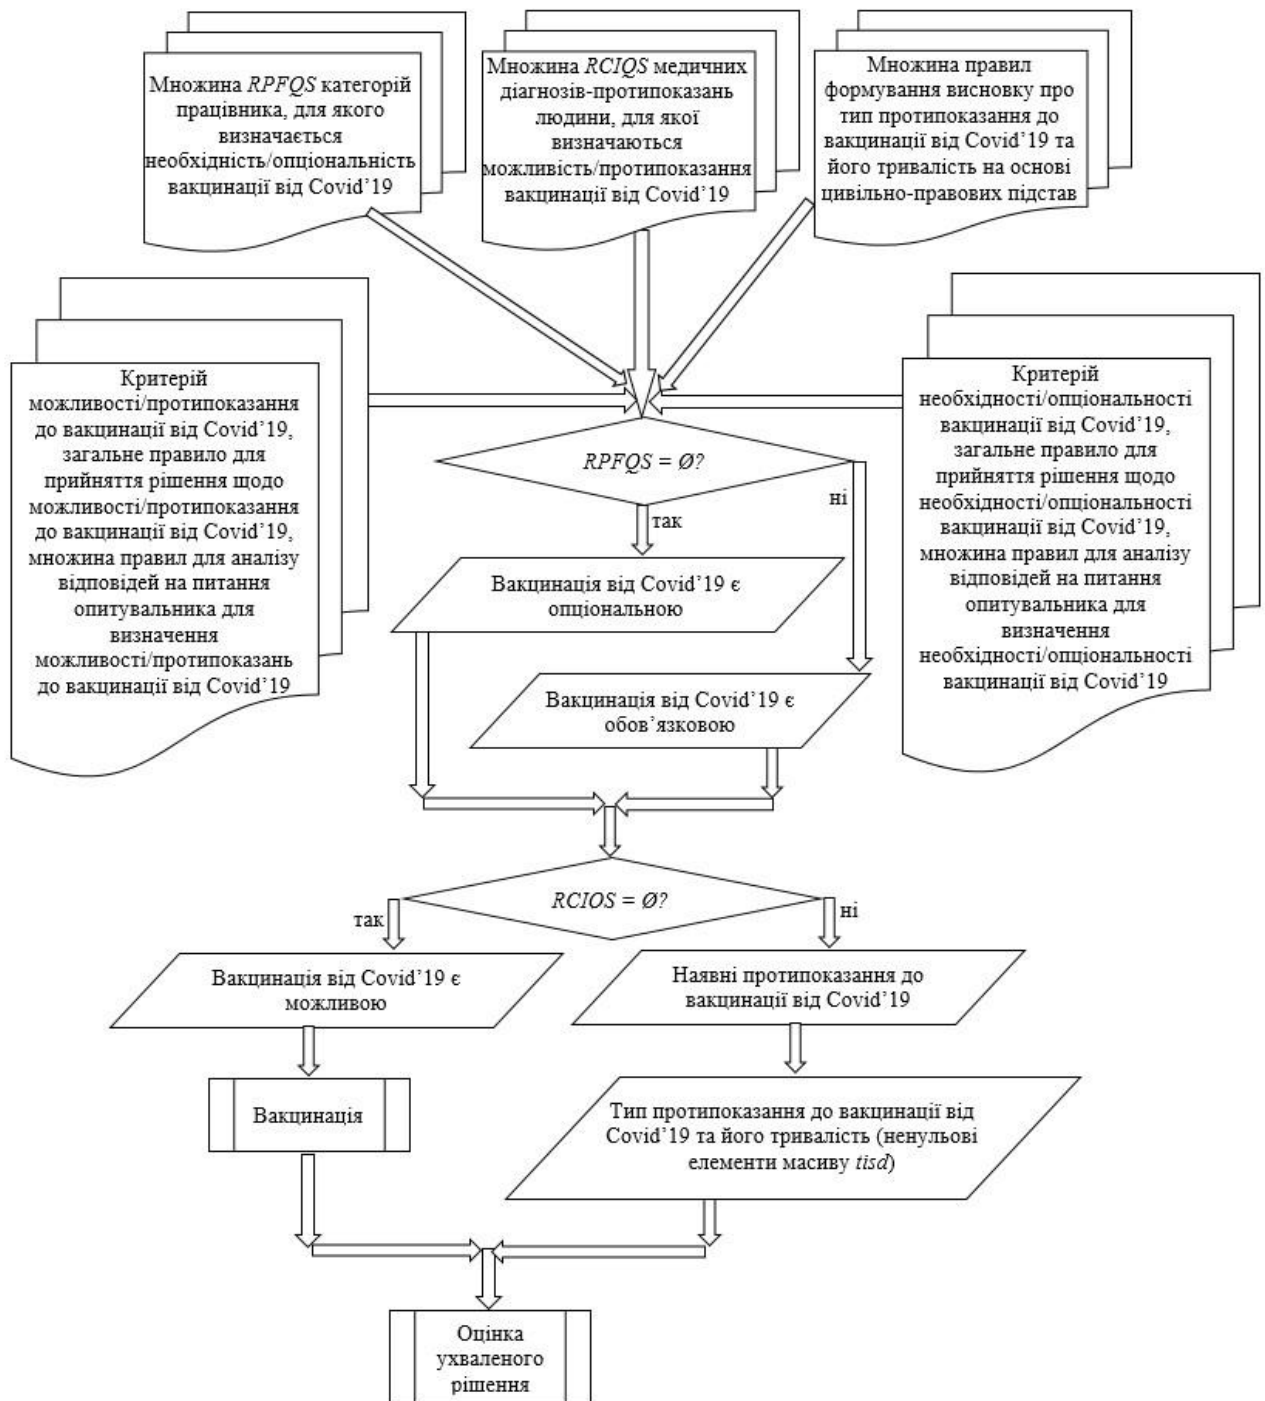 Множина RPFQS категорій
працівника, для якого
визначається
необхідність/опціональність
вакцинації від Covid’19
Множина RCIQS медичних
діагнозів-протипоказань
людини, для якої
визначаються
можливість/протипоказання
вакцинації від Covid’19
Множина правил
формування висновку про
тип протипоказання до
вакцинації від Covid’19 та
його тривалість на основі
цивільно-правових підстав
Критерій
можливості/протипоказання
до вакцинації від Covid’19,
загальне правило для
прийняття рішення щодо
можливості/протипоказання
до вакцинації від Covid’19,
множина правил для аналізу
відповідей на питання
опитувальника для
визначення
можливості/протипоказань
до вакцинації від Covid’19
Критерій
необхідності/опціональності
вакцинації від Covid’19,
загальне правило для
прийняття рішення щодо
необхідності/опціональності
вакцинації від Covid’19,
множина правил для аналізу
відповідей на питання
опитувальника для
визначення
необхідності/опціональності
вакцинації від Covid’19
RPFQS = Ø?
ні
так
Вакцинація від Covid’19 є
опціональною
Вакцинація від Covid’19 є
обов’язковою
RCIOS = Ø?
так
ні
Вакцинація від Covid’19 є
можливою
Наявні протипоказання до
вакцинації від Covid’19
Вакцинація
Тип протипоказання до вакцинації від
Covid’19 та його тривалість (ненульові
елементи масиву tisd)
Оцінка
ухваленого
рішення